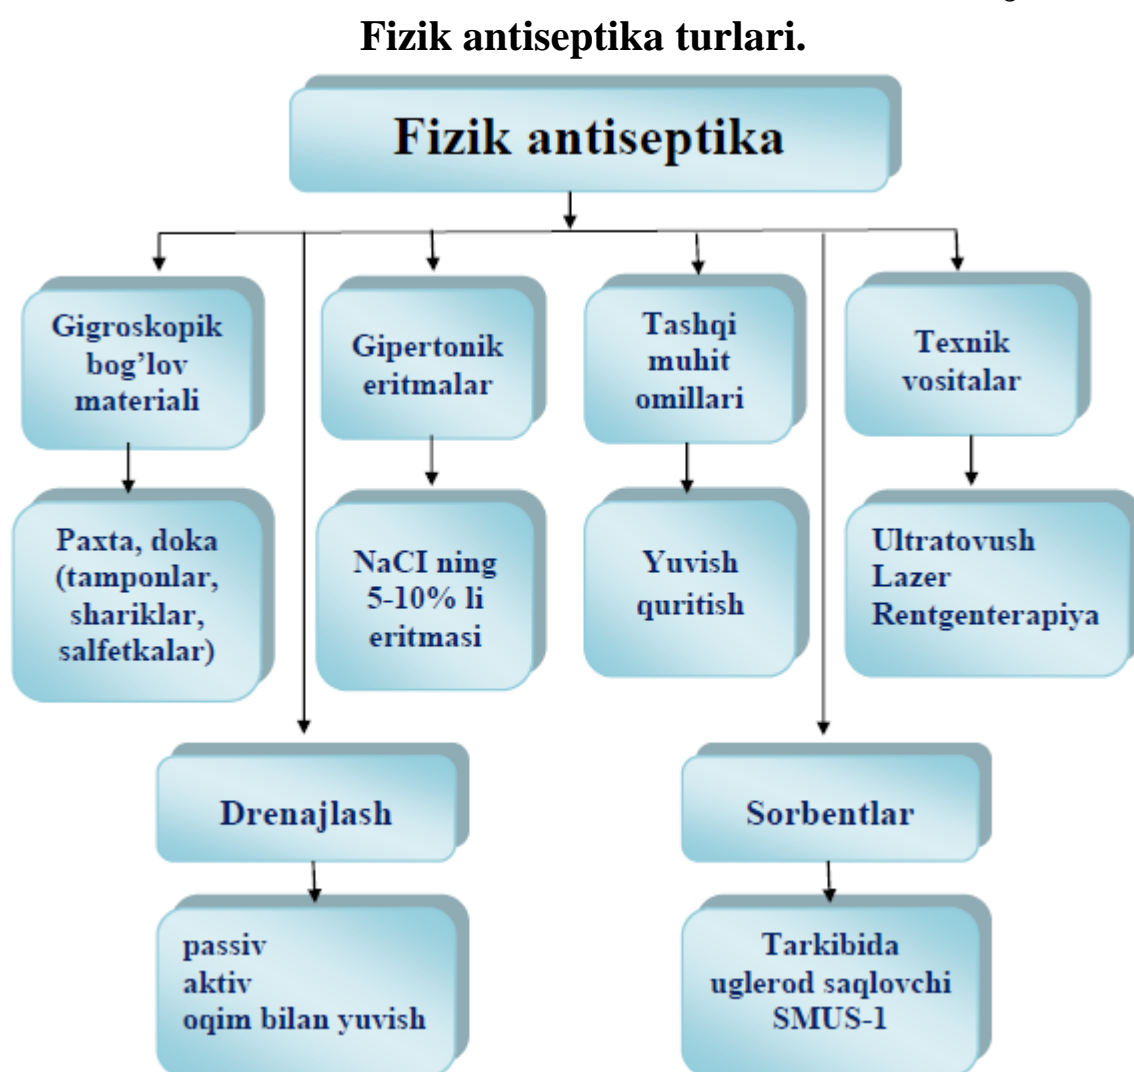 Fizik antiseptika turlari.
Fizik antiseptika
Gigroskopik
bog’lov
materiali
Gipertonik
eritmalar
Tashqi
muhit
omillari
Texnik
vositalar
Paxta, doka
(tamponlar,
shariklar,
salfetkalar)
NaCI ning
5-10% li
eritmasi
Yuvish
quritish
Ultratovush
Lazer
Rentgenterapiya
Drenajlash
Sorbentlar
passiv
aktiv
oqim bilan yuvish
Tarkibida
uglerod saqlovchi
SMUS-1